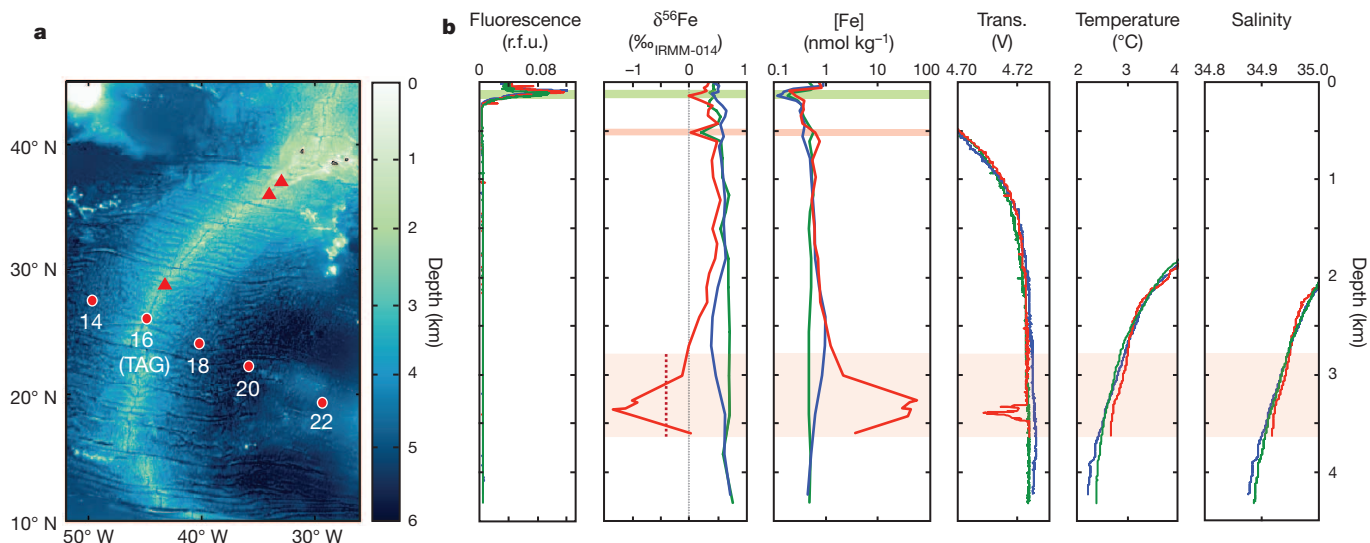 a
40° N
30° N
20° N
10° N
50° W
40° W
30° W
14
16
(TAG)
18
20
22
0
1
2
3
4
5
6
Depth (km)
b
Fluorescence
(r.f.u.)
0
0.08
δ⁵⁶Fe
(‰IRMM-014)
−1
0
1
[Fe]
(nmol kg⁻¹)
0.1
1
10
100
Trans.
(V)
4.70
4.72
Temperature
(°C)
2
3
4
Salinity
34.8
34.9
35.0
0
1
2
3
4
Depth (km)